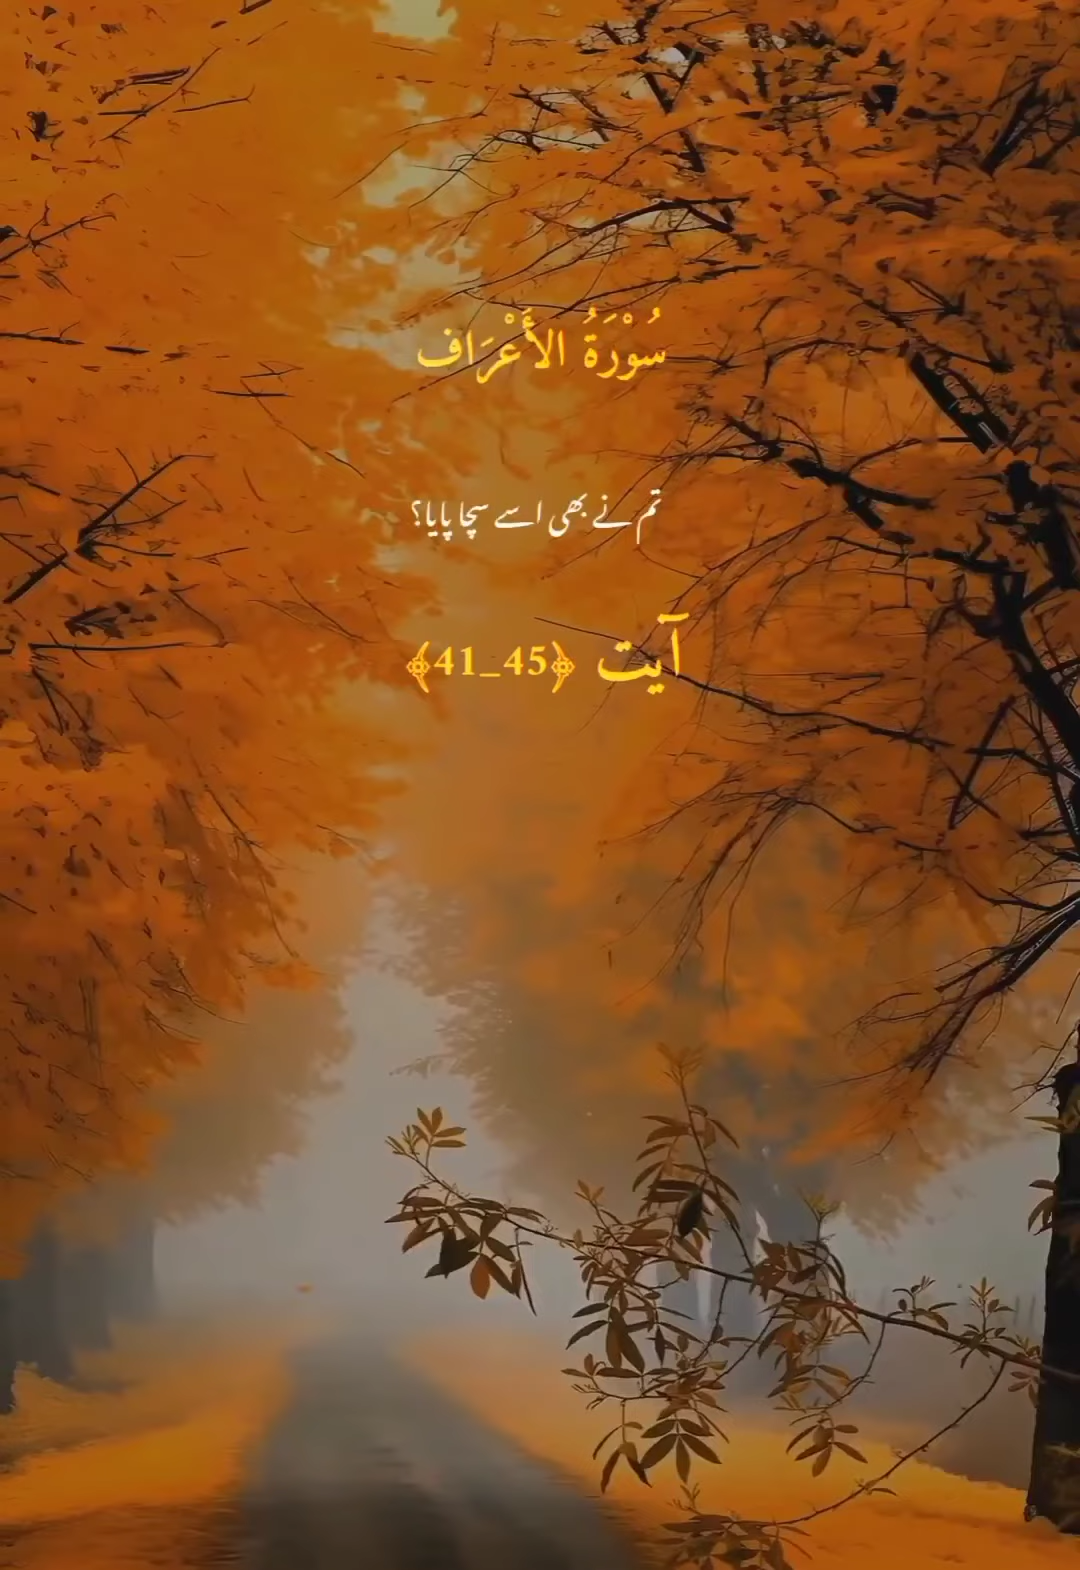 سُوْرَةُ الأَعْرَاف
تم نے بھی اسے سچا پایا؟
آیت ﴿41_45﴾